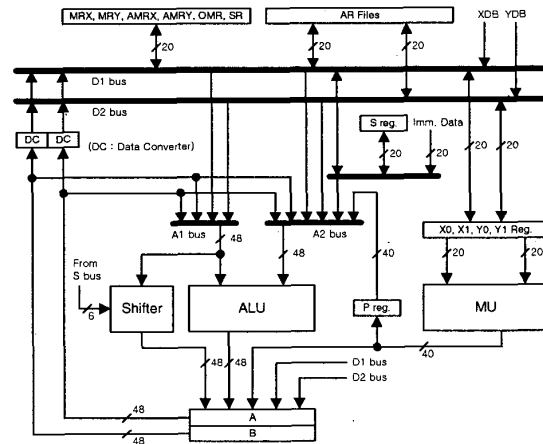 MRX, MRY, AMRX, AMRY, OMR, SR
AR Files
XDB YDB
20
20
20
D1 bus
D2 bus
DC DC (DC : Data Converter)
S reg. Imm. Data
20
20
20
20
A1 bus
48
A2 bus
48
40
X0, X1, Y0, Y1 Reg.
20
20
From
S bus
6
Shifter
ALU
P reg.
MU
48
48
40
D1 bus
D2 bus
48
A
B
48